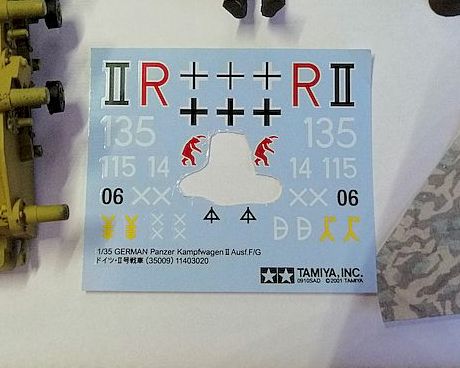 II R R II
135 135
115 14 14 115
06 06
1/35 GERMAN Panzer Kampfwagen II Ausf.F/G
ドイツ・II号戦車 (35009) 11403020
TAMIYA, INC.
0910SAD ©2001 TAMIYA